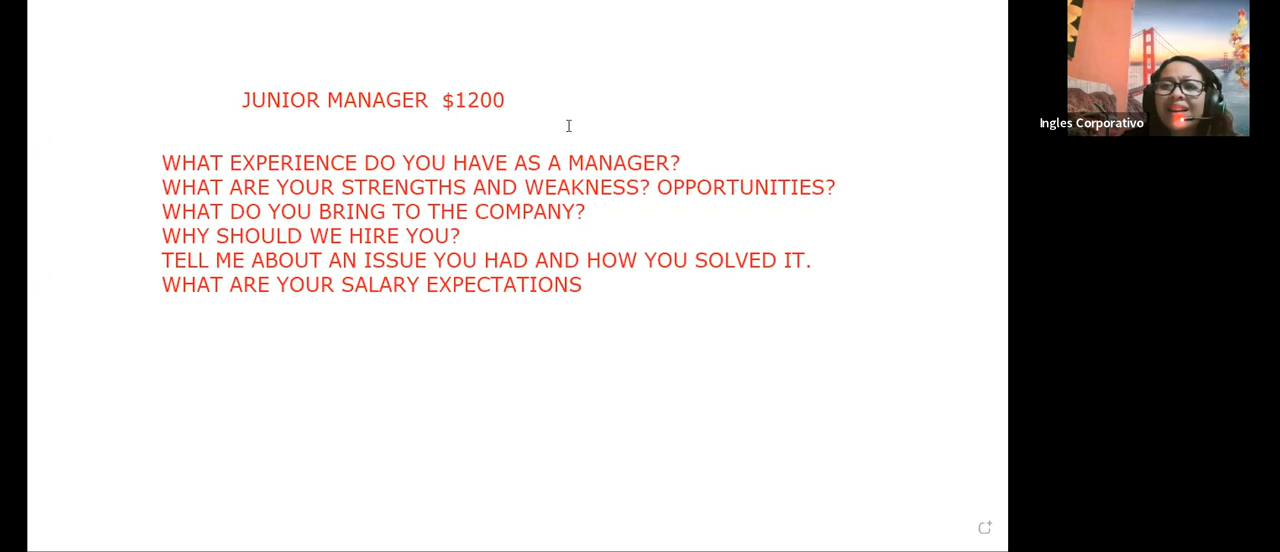 JUNIOR MANAGER $1200
WHAT EXPERIENCE DO YOU HAVE AS A MANAGER?
WHAT ARE YOUR STRENGTHS AND WEAKNESS? OPPORTUNITIES?
WHAT DO YOU BRING TO THE COMPANY?
WHY SHOULD WE HIRE YOU?
TELL ME ABOUT AN ISSUE YOU HAD AND HOW YOU SOLVED IT.
WHAT ARE YOUR SALARY EXPECTATIONS
Ingles Corporativo